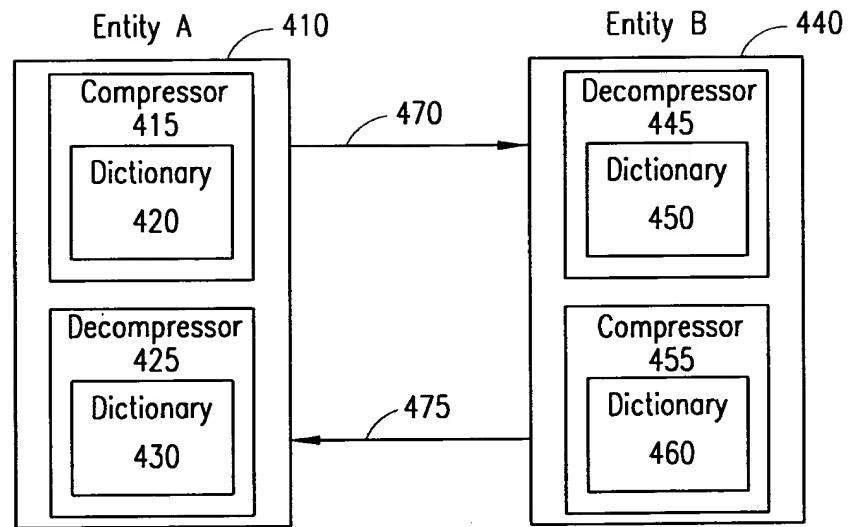 Entity A
410
Compressor
415
Dictionary
420
Decompressor
425
Dictionary
430
470
475
Entity B
440
Decompressor
445
Dictionary
450
Compressor
455
Dictionary
460